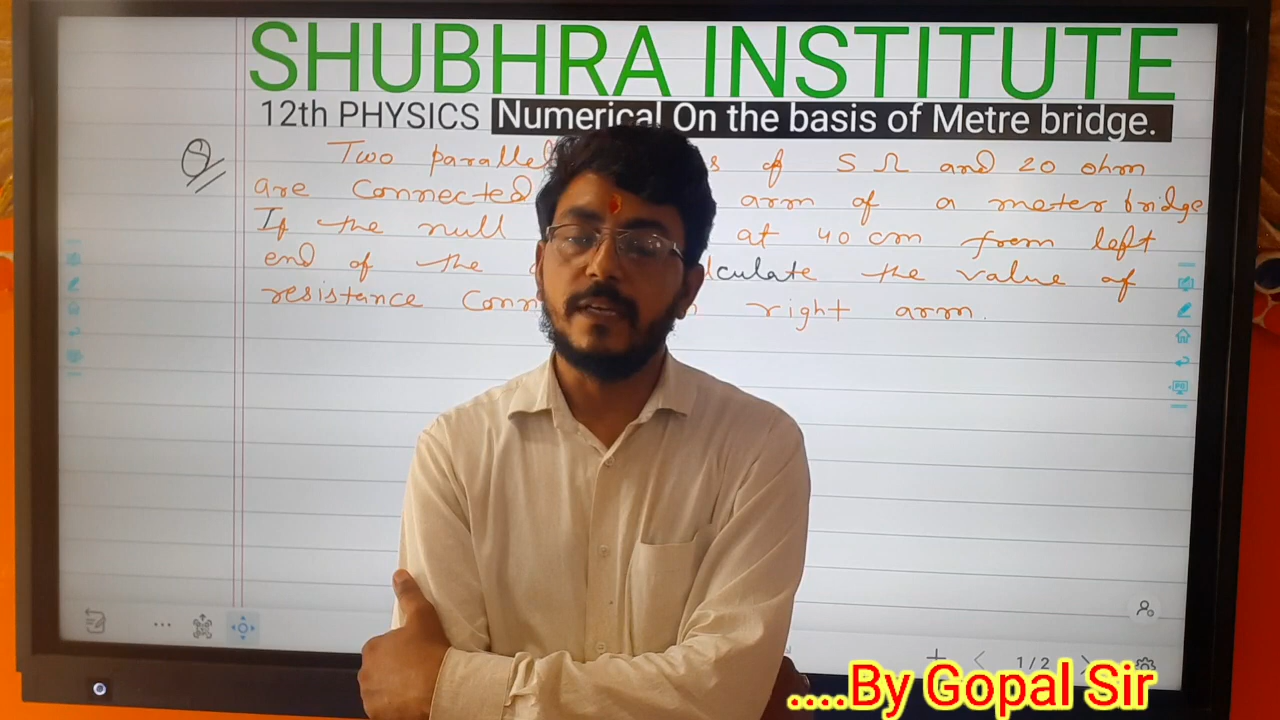 SHUBHRA INSTITUTE
12th PHYSICS Numerical On the basis of Metre bridge.
Q Two parallel of 5 Ω and 20 ohm
are Connected arm of a meter bridge
If the null at 40 cm from left
end of the the value of
resistance right arm.
1/2
....By Gopal Sir